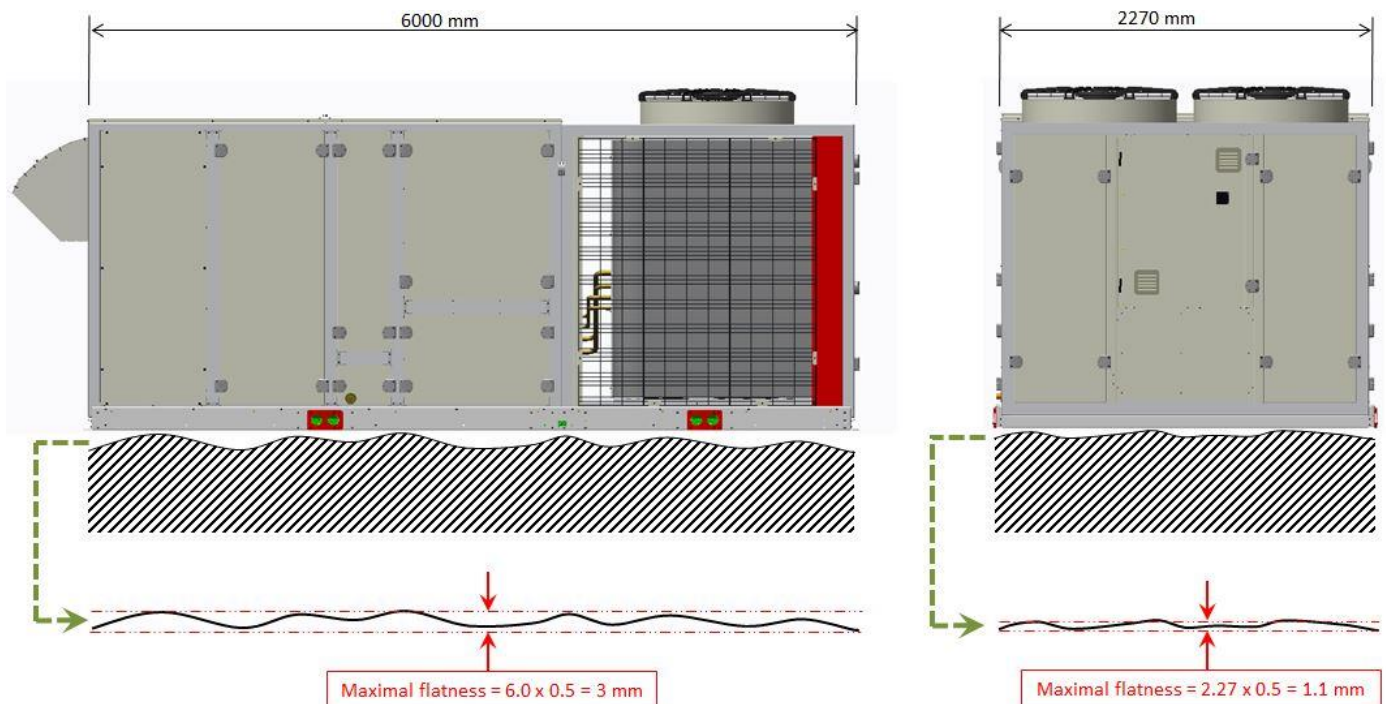 6000 mm
2270 mm
Maximal flatness = 6.0 x 0.5 = 3 mm
Maximal flatness = 2.27 x 0.5 = 1.1 mm